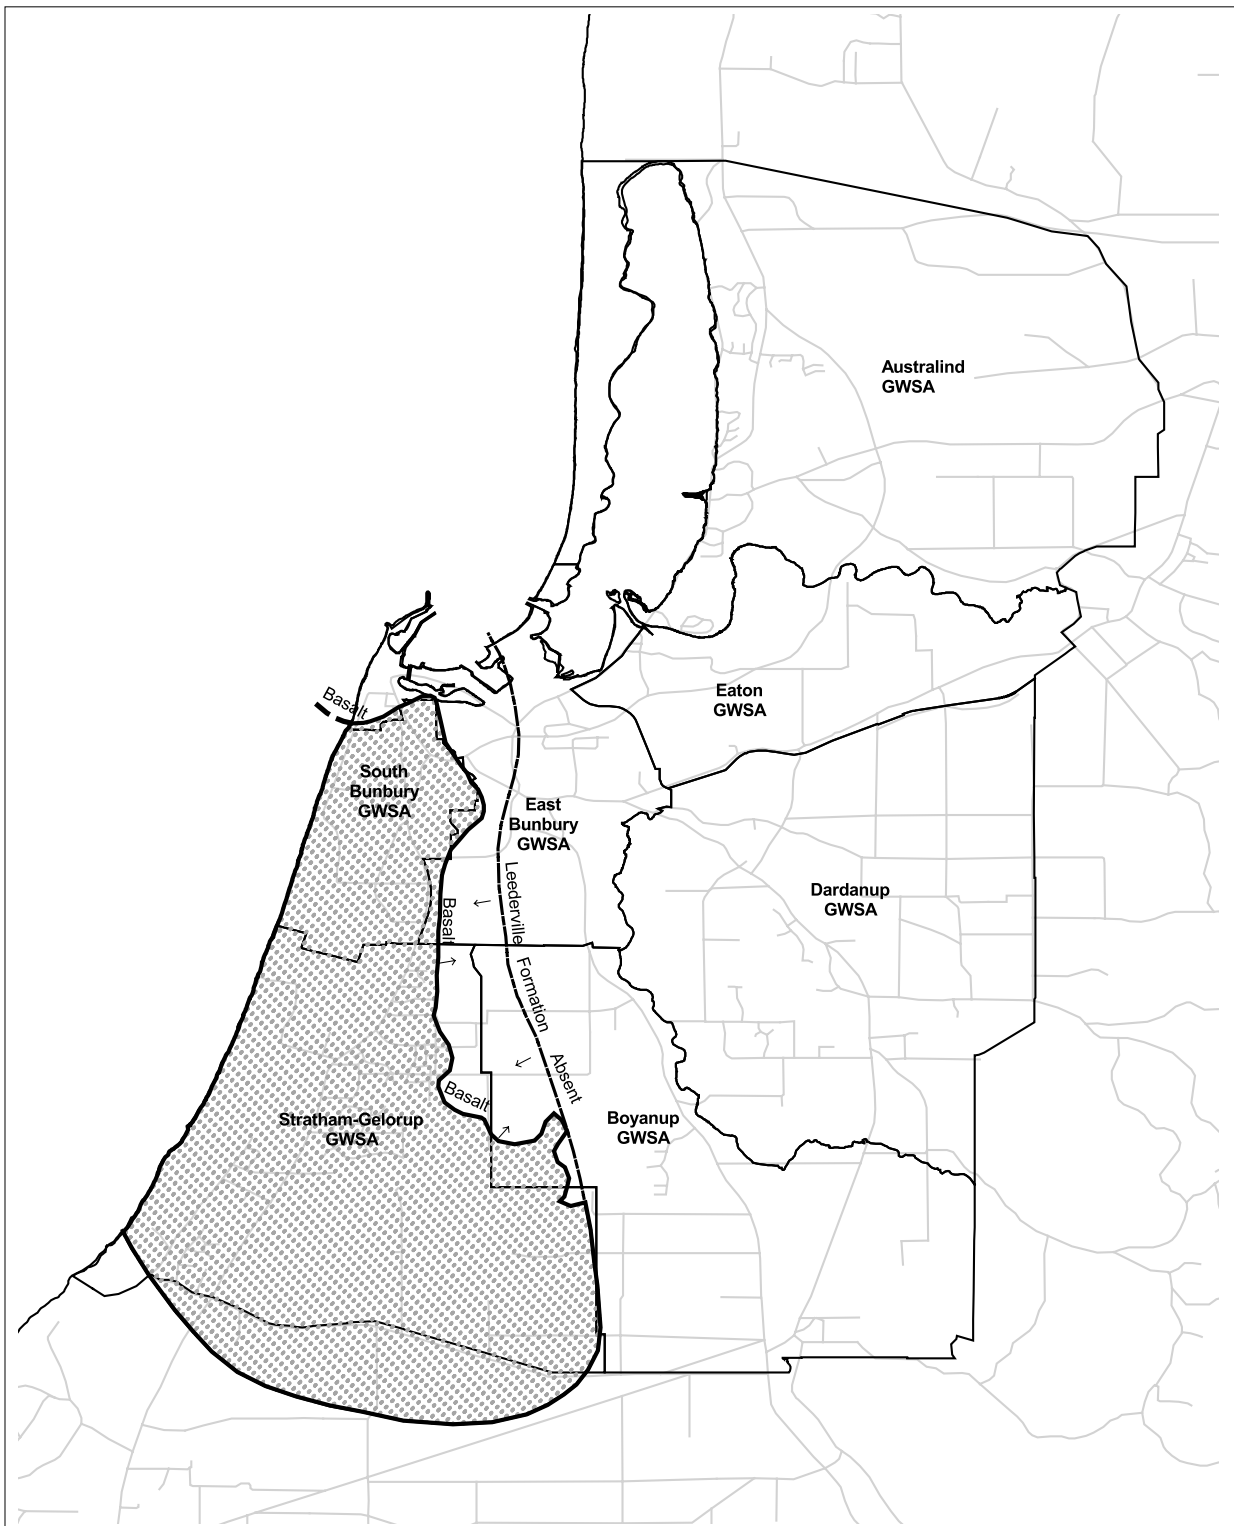 Australind
GWSA
Eaton
GWSA
Basalt
South
Bunbury
GWSA
East
Bunbury
GWSA
Leederville
Formation
Absent
Dardanup
GWSA
Basalt
Basalt
Stratham-Gelorup
GWSA
Boyanup
GWSA